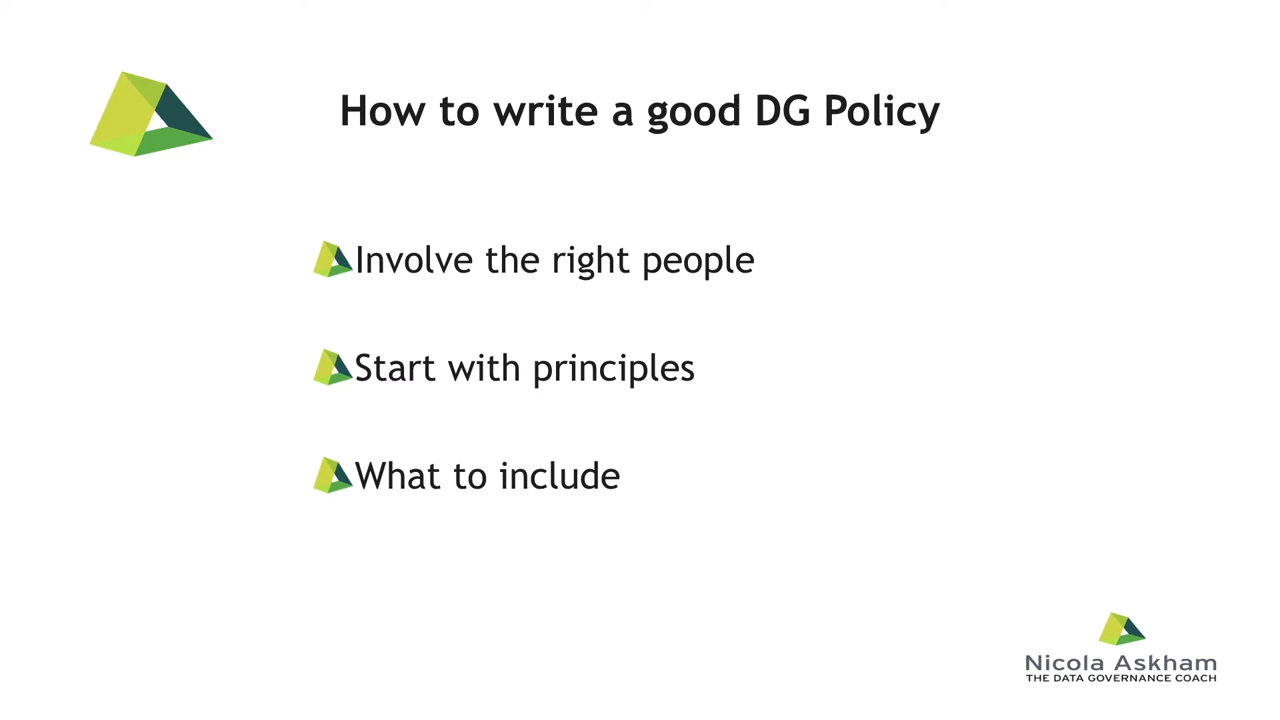 How to write a good DG Policy
Involve the right people
Start with principles
What to include
Nicola Askham
THE DATA GOVERNANCE COACH